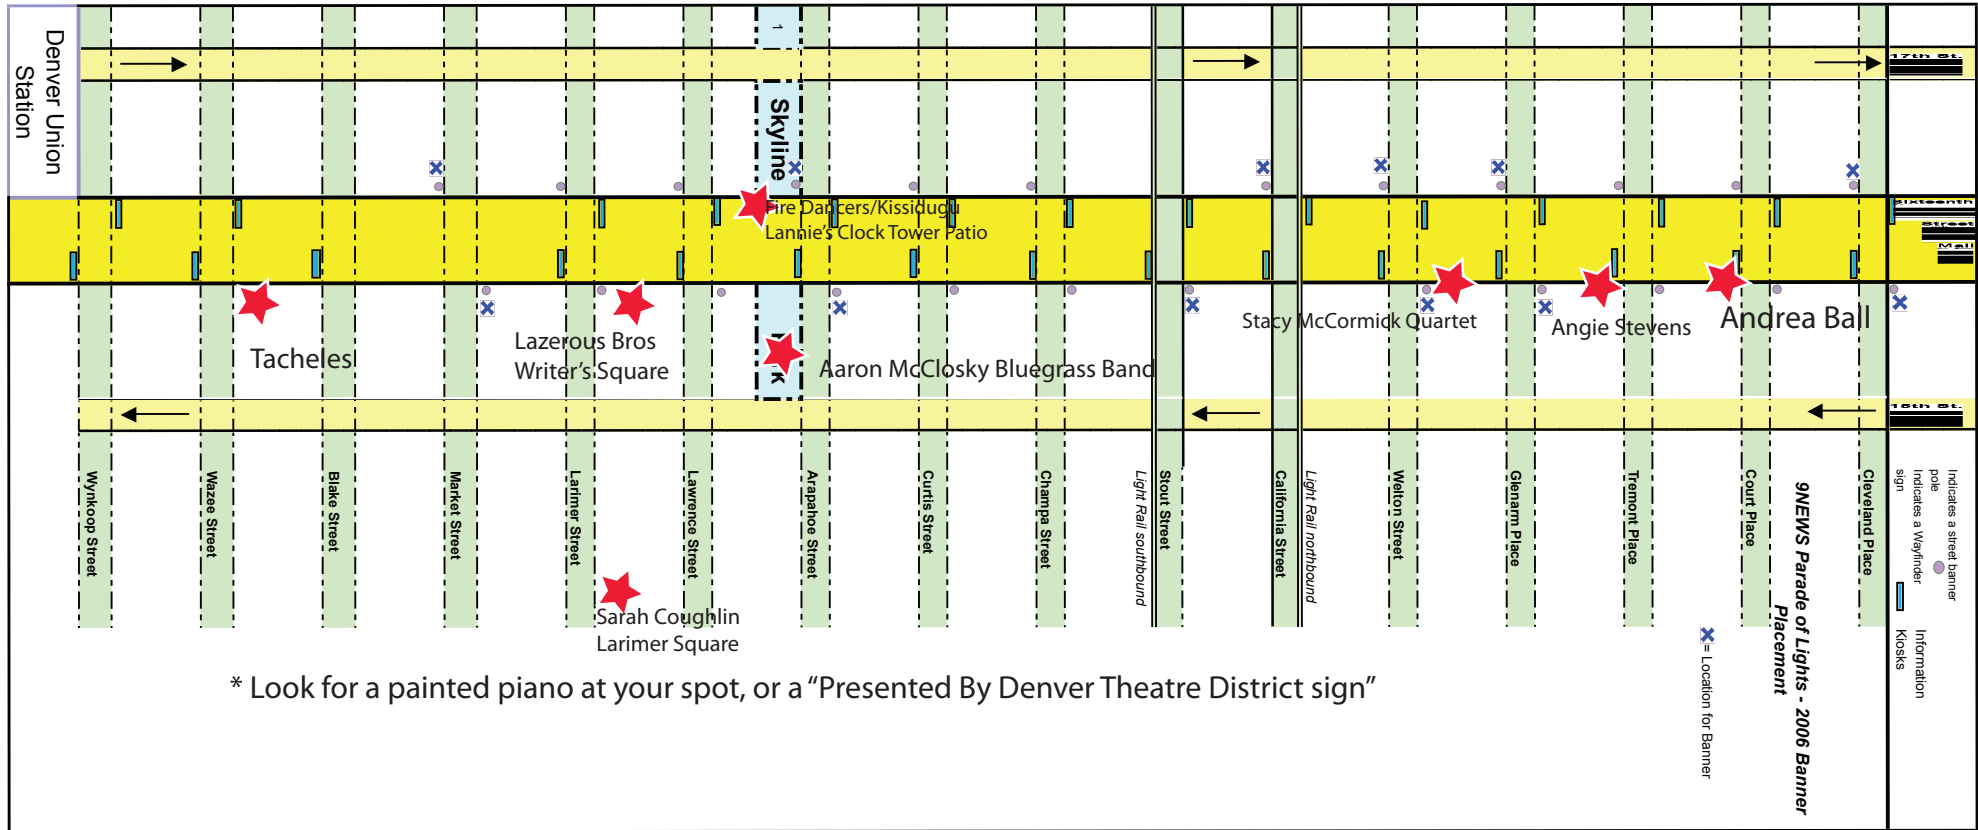 Denver Union
Station
1
Skyline
17th St.
Sixteenth
Street
Mall
Fire Dancers/Kissidugu
Lannie's Clock Tower Patio
Tacheles
Lazerous Bros
Writer's Square
Aaron McClosky Bluegrass Band
Stacy McCormick Quartet
Angie Stevens
Andrea Ball
15th St.
Wynkoop Street
Wazee Street
Blake Street
Market Street
Larimer Street
Lawrence Street
Arapahoe Street
Curtis Street
Champa Street
Light Rail southbound
Stout Street
California Street
Light Rail northbound
Welton Street
Glenarm Place
Tremont Place
Court Place
Cleveland Place
9NEWS Parade of Lights - 2006 Banner
Placement
Indicates a street banner
pole
Indicates a Wayfinder
sign
Information
Kiosks
= Location for Banner
Sarah Coughlin
Larimer Square
* Look for a painted piano at your spot, or a "Presented By Denver Theatre District sign"